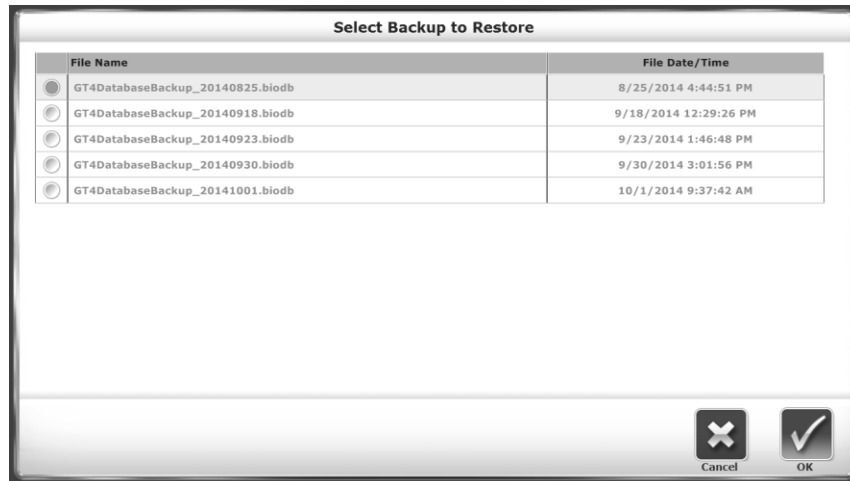 Select Backup to Restore
File Name File Date/Time
GT4DatabaseBackup_20140825.biodb 8/25/2014 4:44:51 PM
GT4DatabaseBackup_20140918.biodb 9/18/2014 12:29:26 PM
GT4DatabaseBackup_20140923.biodb 9/23/2014 1:46:48 PM
GT4DatabaseBackup_20140930.biodb 9/30/2014 3:01:56 PM
GT4DatabaseBackup_20141001.biodb 10/1/2014 9:37:42 AM
Cancel OK